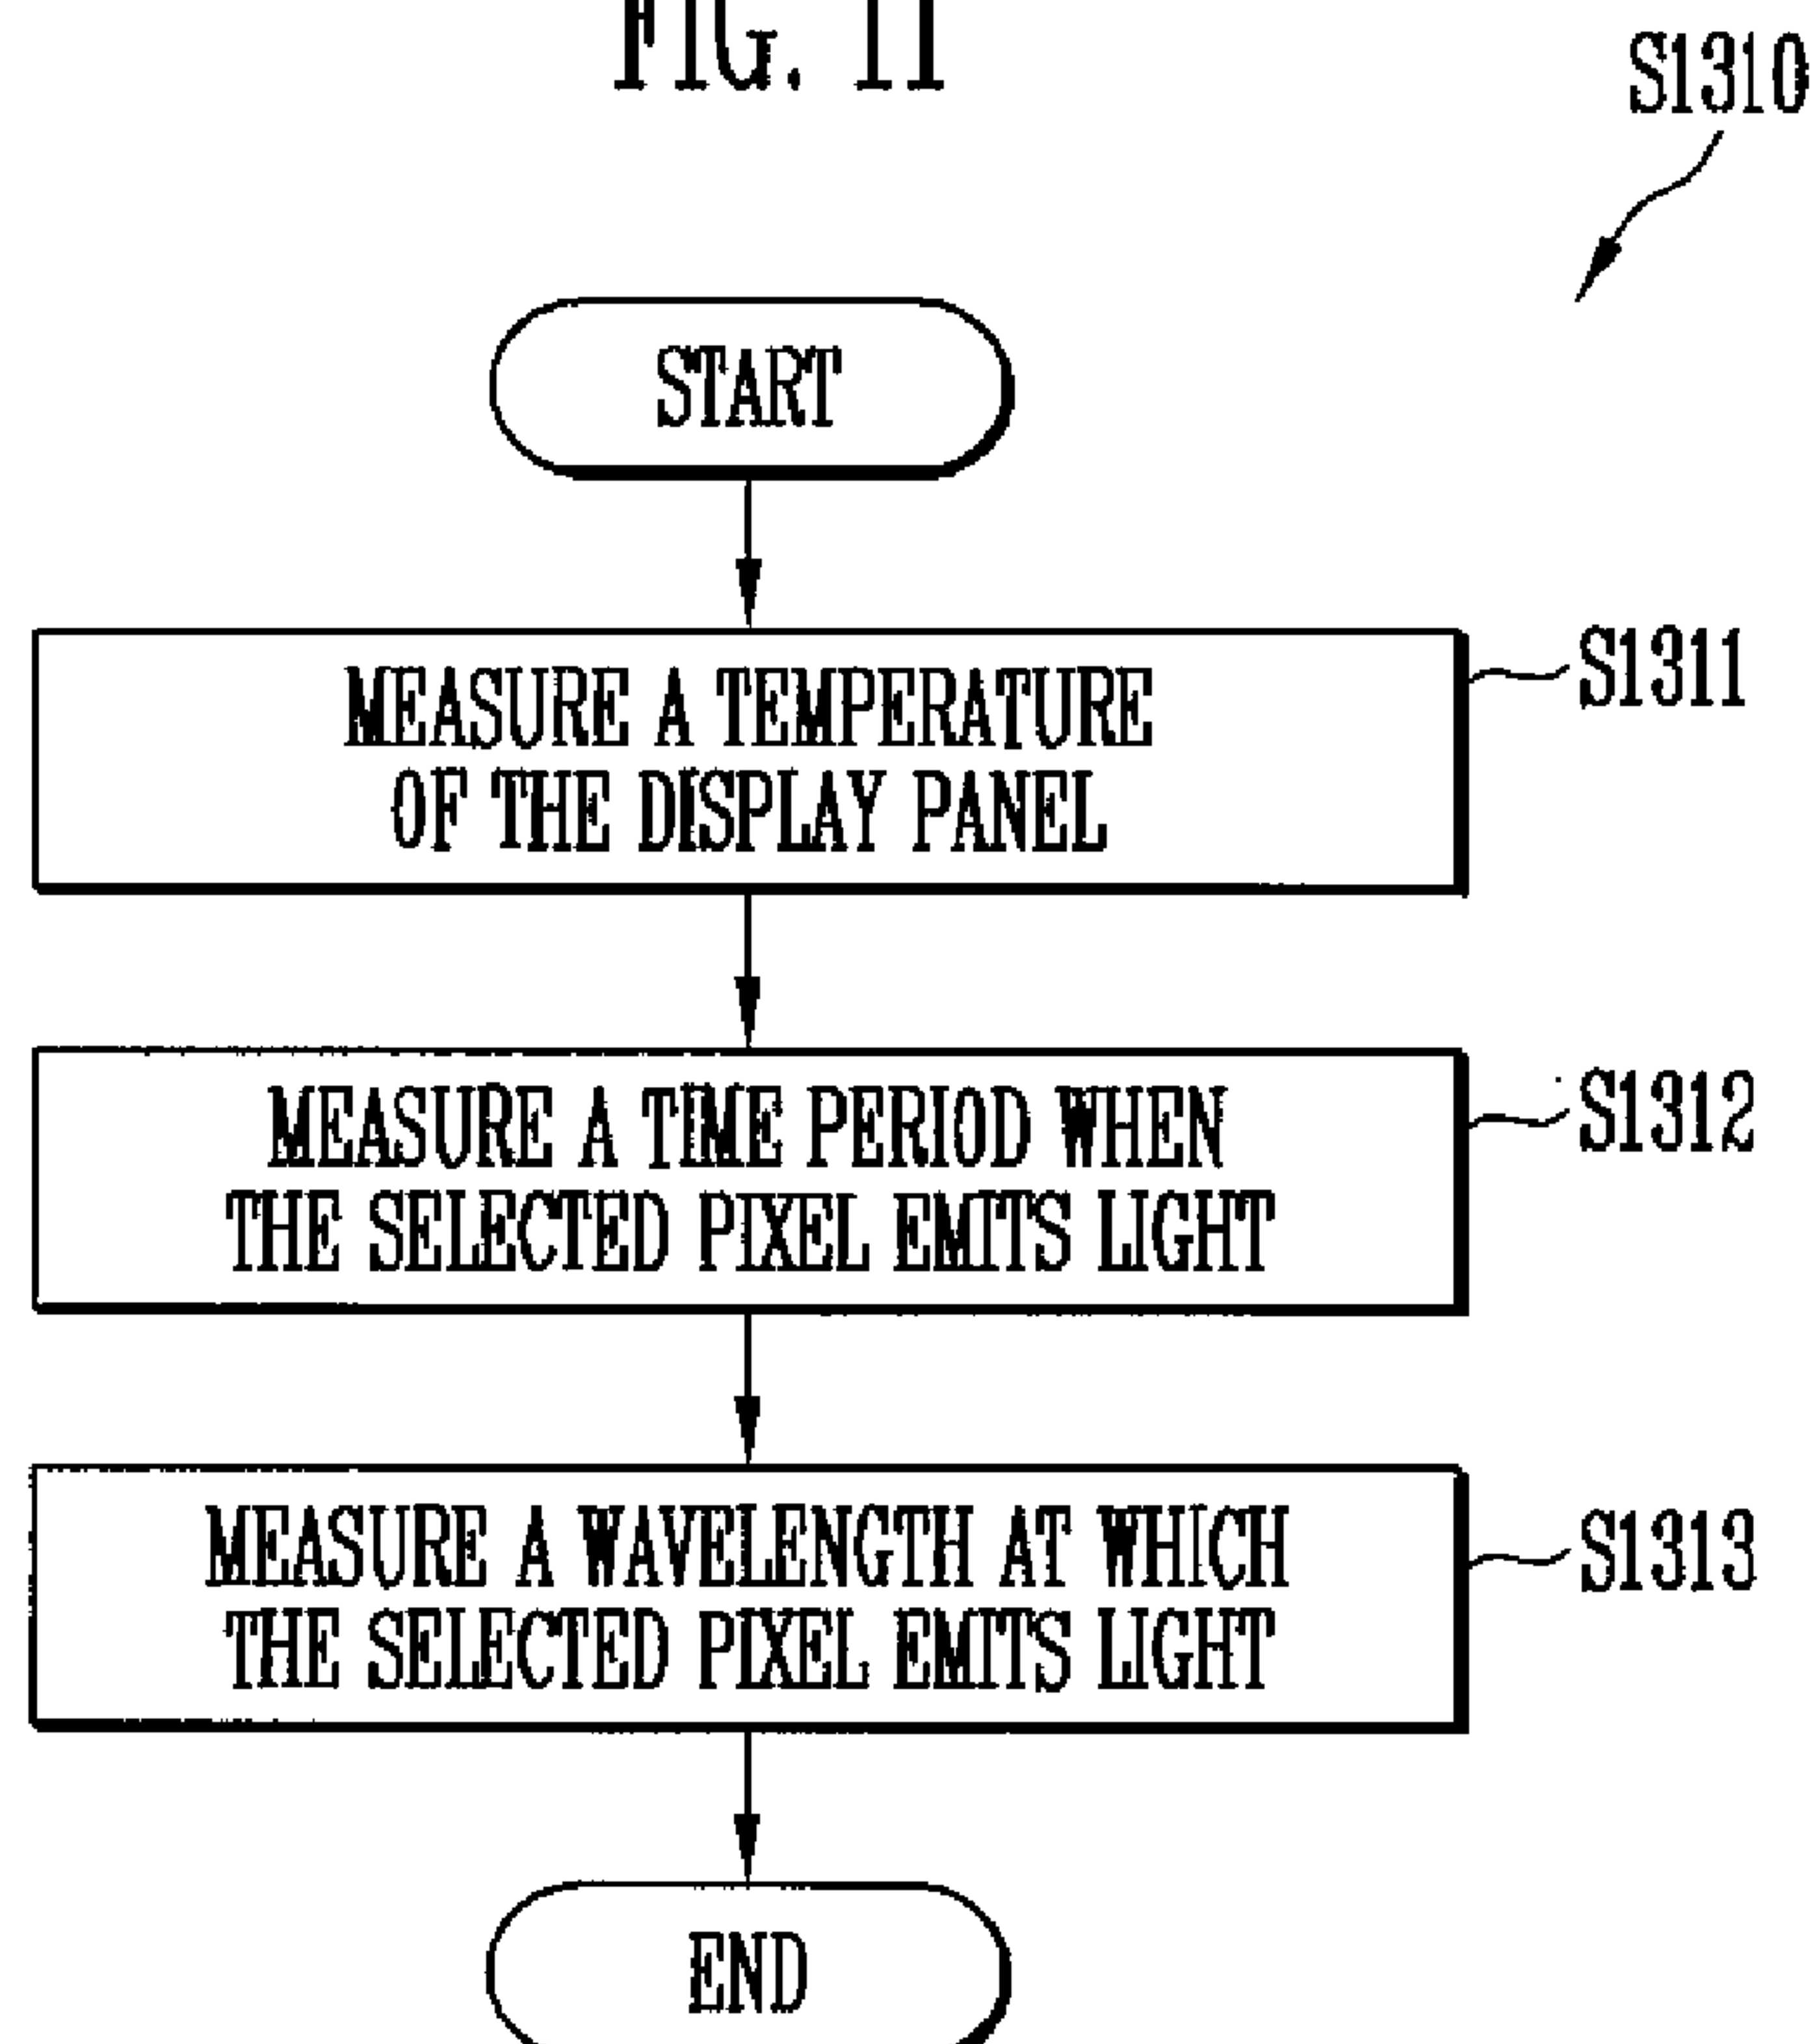 FIG. 11
S1310
START
MEASURE A TEMPERATURE
OF THE DISPLAY PANEL
S1311
MEASURE A TIME PERIOD WHEN
THE SELECTED PIXEL EMITS LIGHT
S1312
MEASURE A WAVELENGTH AT WHICH
THE SELECTED PIXEL EMITS LIGHT
S1313
END